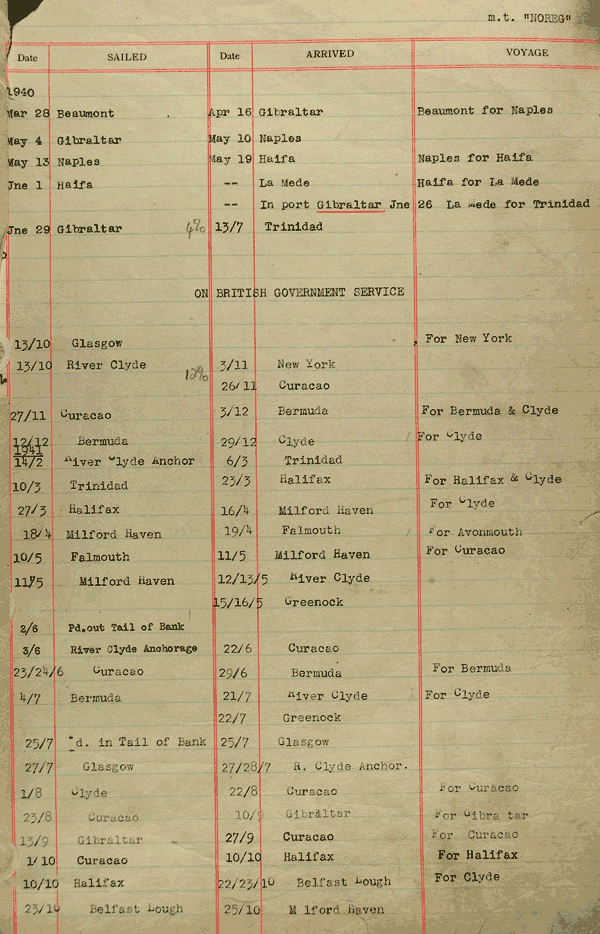 m.t. "NOREG"
Date SAILED Date ARRIVED VOYAGE
1940
Mar 28 Beaumont Apr 16 Gibraltar Beaumont for Naples
May 4 Gibraltar May 10 Naples
May 13 Naples May 19 Haifa Naples for Haifa
Jne 1 Haifa -- La Mede Haifa for La Mede
-- In port Gibraltar Jne 26 La Mede for Trinidad
Jne 29 Gibraltar 4% 13/7 Trinidad
ON BRITISH GOVERNMENT SERVICE
13/10 Glasgow For New York
13/10 River Clyde 12% 3/11 New York
26/11 Curacao
27/11 Curacao 3/12 Bermuda For Bermuda & Clyde
12/12 Bermuda 29/12 Clyde For Clyde
1941
14/2 River Clyde Anchor 6/3 Trinidad
10/3 Trinidad 23/3 Halifax For Halifax & Clyde
27/3 Halifax 16/4 Milford Haven For Clyde
18/4 Milford Haven 19/4 Falmouth For Avonmouth
10/5 Falmouth 11/5 Milford Haven For Curacao
11/5 Milford Haven 12/13/5 River Clyde
15/16/5 Greenock
2/6 Pd.out Tail of Bank
3/6 River Clyde Anchorage 22/6 Curacao
23/24/6 Curacao 29/6 Bermuda For Bermuda
4/7 Bermuda 21/7 River Clyde For Clyde
22/7 Greenock
25/7 Pd. in Tail of Bank 25/7 Glasgow
27/7 Glasgow 27/28/7 R. Clyde Anchor.
1/8 Clyde 22/8 Curacao For Curacao
23/8 Curacao 10/9 Gibraltar For Gibra tar
13/9 Gibraltar 27/9 Curacao For Curacao
1/10 Curacao 10/10 Halifax For Halifax
10/10 Halifax 22/23/10 Belfast Lough For Clyde
23/10 Belfast Lough 25/10 M lford Haven